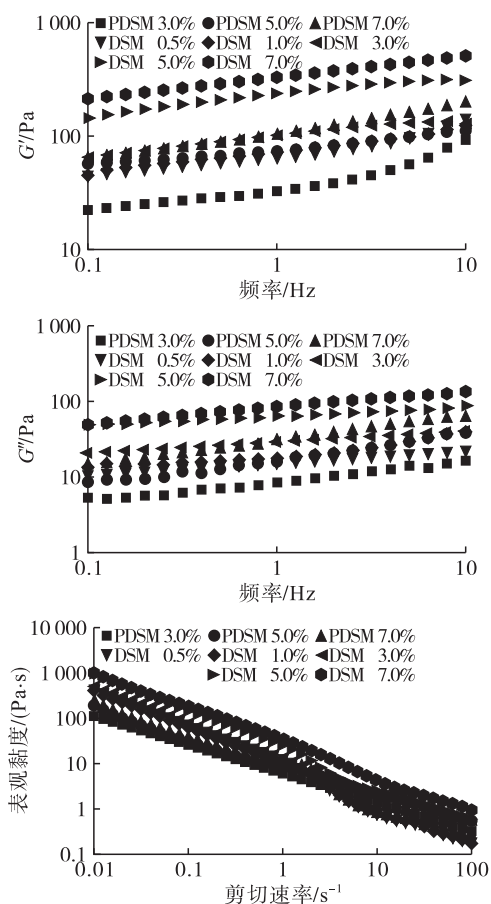 1 000
■PDSM 3.0% ●PDSM 5.0% ▲PDSM 7.0%
▼DSM 0.5% ◆DSM 1.0% ◀DSM 3.0%
▶DSM 5.0% ⬢DSM 7.0%
G′/Pa
100
10
0.1 1 10
频率/Hz
1 000
■PDSM 3.0% ●PDSM 5.0% ▲PDSM 7.0%
▼DSM 0.5% ◆DSM 1.0% ◀DSM 3.0%
▶DSM 5.0% ⬢DSM 7.0%
G″/Pa
100
10
1
0.1 1 10
频率/Hz
10 000
■PDSM 3.0% ●PDSM 5.0% ▲PDSM 7.0%
▼DSM 0.5% ◆DSM 1.0% ◀DSM 3.0%
▶DSM 5.0% ⬢DSM 7.0%
表观黏度/(Pa·s)
1 000
100
10
1
0.1
0.01 0.1 1 10 100
剪切速率/s⁻¹